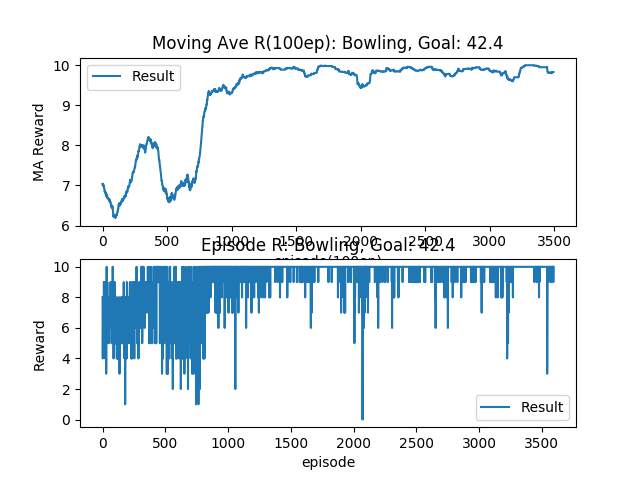 Moving Ave R(100ep): Bowling, Goal: 42.4
Result
MA Reward
10
9
8
7
6
0 500 1000 1500 2000 2500 3000 3500
episode(100ep)
Episode R: Bowling, Goal: 42.4
Reward
10
8
6
4
2
0
Result
0 500 1000 1500 2000 2500 3000 3500
episode